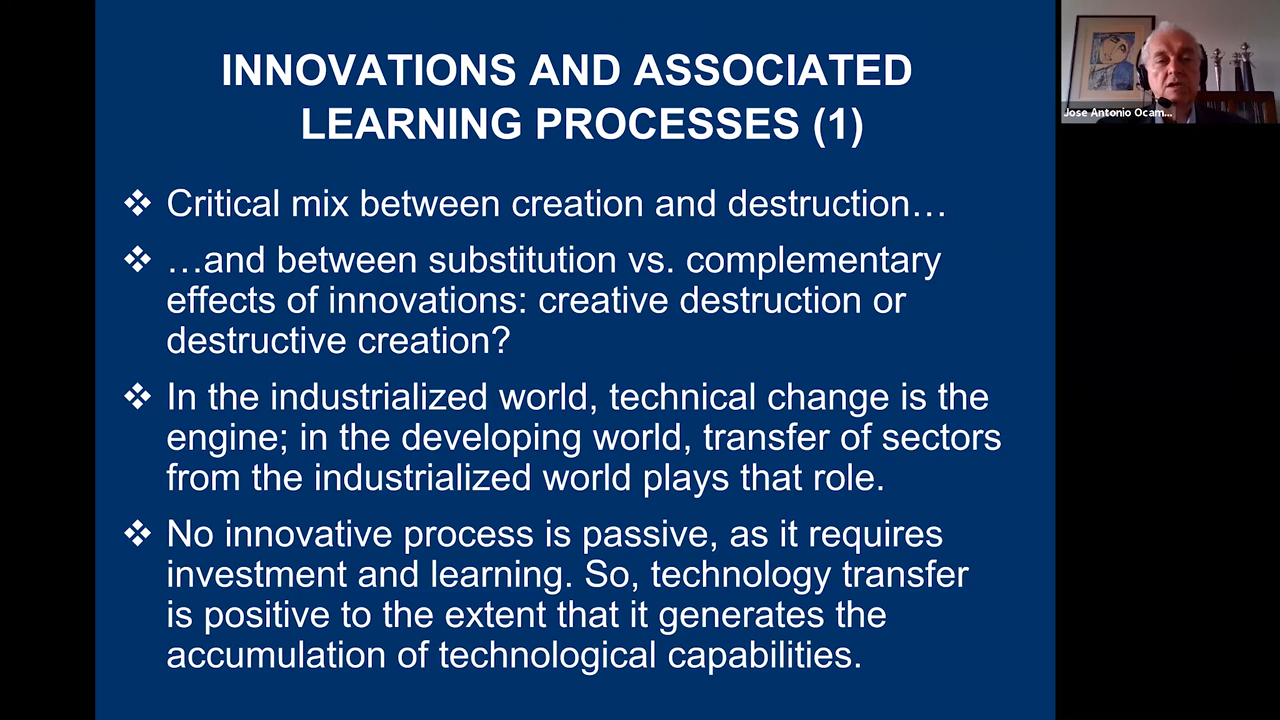 INNOVATIONS AND ASSOCIATED
LEARNING PROCESSES (1)
❖ Critical mix between creation and destruction…
❖ …and between substitution vs. complementary
effects of innovations: creative destruction or
destructive creation?
❖ In the industrialized world, technical change is the
engine; in the developing world, transfer of sectors
from the industrialized world plays that role.
❖ No innovative process is passive, as it requires
investment and learning. So, technology transfer
is positive to the extent that it generates the
accumulation of technological capabilities.
Jose Antonio Ocam...